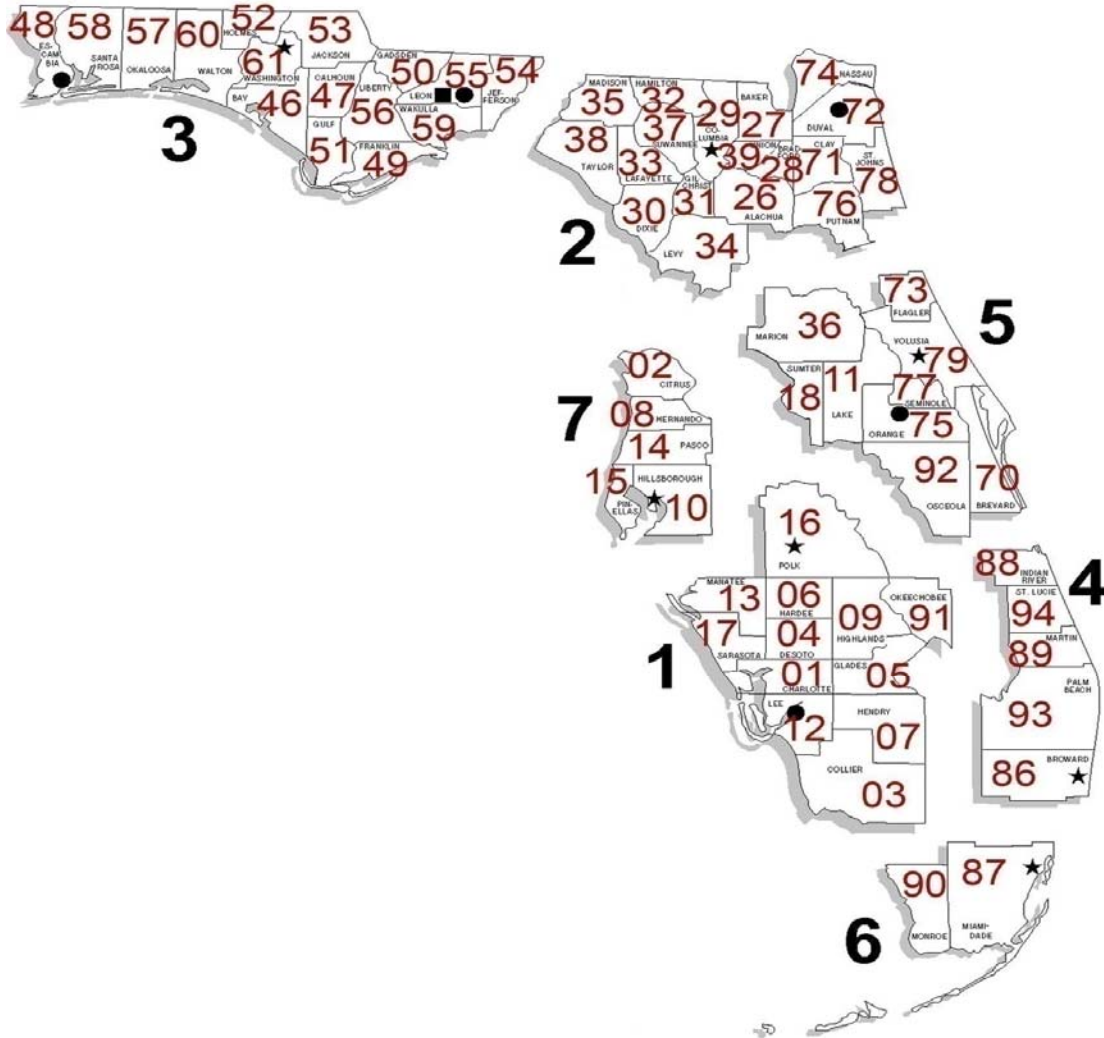 48 58 57 60 52 53
HOLMES
ES-
CAM-
BIA
SANTA
ROSA
OKALOOSA
WALTON
61
WASHINGTON
JACKSON
GADSDEN
50 55 54
CALHOUN
LIBERTY
LEON
JEF-
FERSON
BAY
46 47 56
WAKULLA
59
GULF
51
FRANKLIN
49
3
74
NASSAU
MADISON
HAMILTON
BAKER
35 32 29 27
72
DUVAL
38 37
SUWANNEE
CO-
LUMBIA
39
UNION
BRAD-
FORD
28
CLAY
71
ST.
JOHNS
78
TAYLOR
33
LAFAYETTE
GIL-
CHRIST
31
26
ALACHUA
76
PUTNAM
30
DIXIE
LEVY
34
2
73
FLAGLER
5
36
MARION
VOLUSIA
79
SUMTER
18
11
LAKE
77
SEMINOLE
ORANGE
75
92
OSCEOLA
70
BREVARD
02
CITRUS
7
08
HERNANDO
14
PASCO
15
HILLSBOROUGH
PIN-
ELLAS
10
16
POLK
MANATEE
13
06
HARDEE
09
HIGHLANDS
OKEECHOBEE
91
17
SARASOTA
04
DESOTO
1
01
CHARLOTTE
GLADES
05
LEE
12
HENDRY
07
COLLIER
03
88
INDIAN
RIVER
4
ST. LUCIE
94
MARTIN
89
PALM
BEACH
93
BROWARD
86
90
MONROE
87
MIAMI-
DADE
6